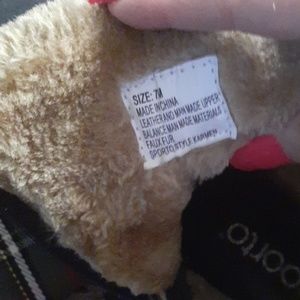 SIZE: 7M
MADE IN CHINA
LEATHER AND MAN MADE UPPER
BALANCE MAN MADE MATERIALS
FAUX FUR
SPORTO STYLE KARMEN
porto